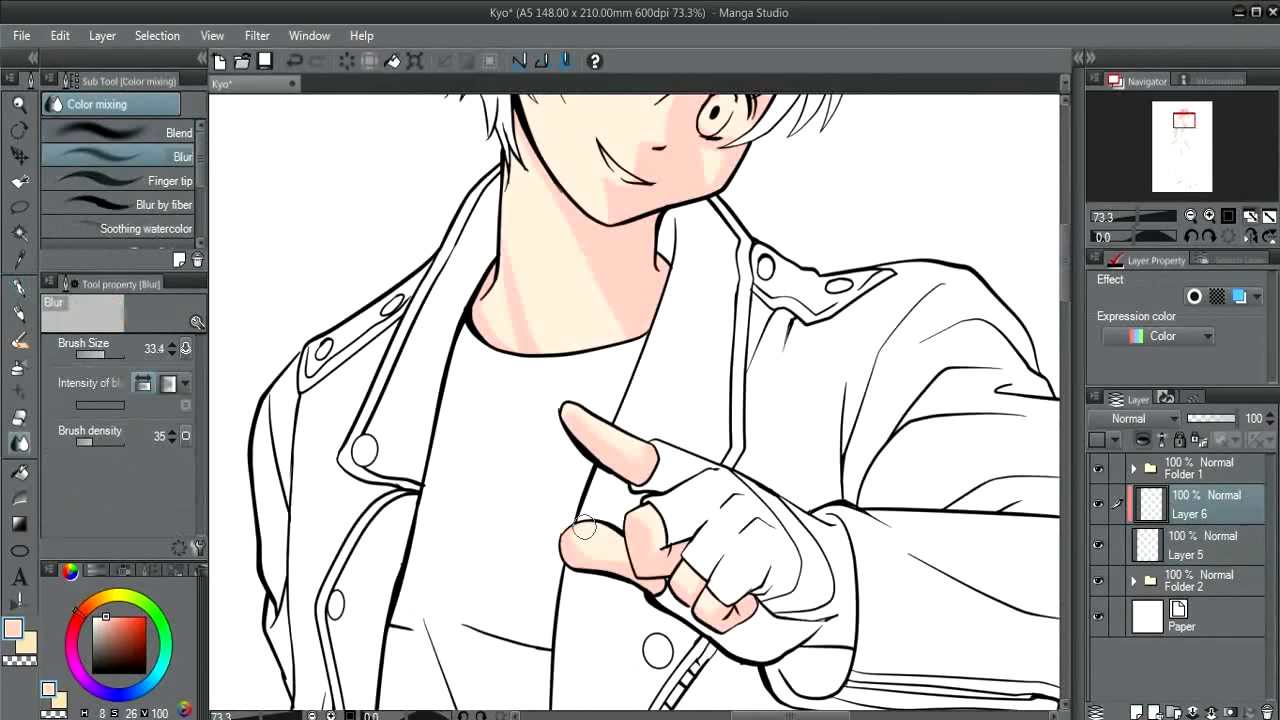 Kyo* (A5 148.00 x 210.00mm 600dpi 73.3%) - Manga Studio
File Edit Layer Selection View Filter Window Help
Sub Tool [Color mixing]
Color mixing
Blend
Blur
Finger tip
Blur by fiber
Soothing watercolor
Tool property [Blur]
Blur
Brush Size 33.4
Intensity of bl
Brush density 35
H 8 S 26 V 100
Kyo*
73.3 0.0
Navigator Information
73.3
0.0
Layer Property Search Layer
Effect
Expression color
Color
Layer
Normal 100
100 % Normal
Folder 1
100 % Normal
Layer 6
100 % Normal
Layer 5
100 % Normal
Folder 2
Paper